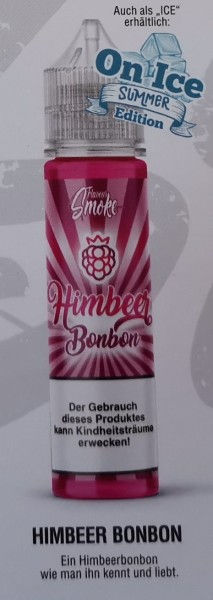 Auch als „ICE“
erhältlich:
On Ice
SUMMER
Edition
Flavour
Smoke
Himbeer
Bonbon
Der Gebrauch
dieses Produktes
kann Kindheitsträume
erwecken!
HIMBEER BONBON
Ein Himbeerbonbon
wie man ihn kennt und liebt.